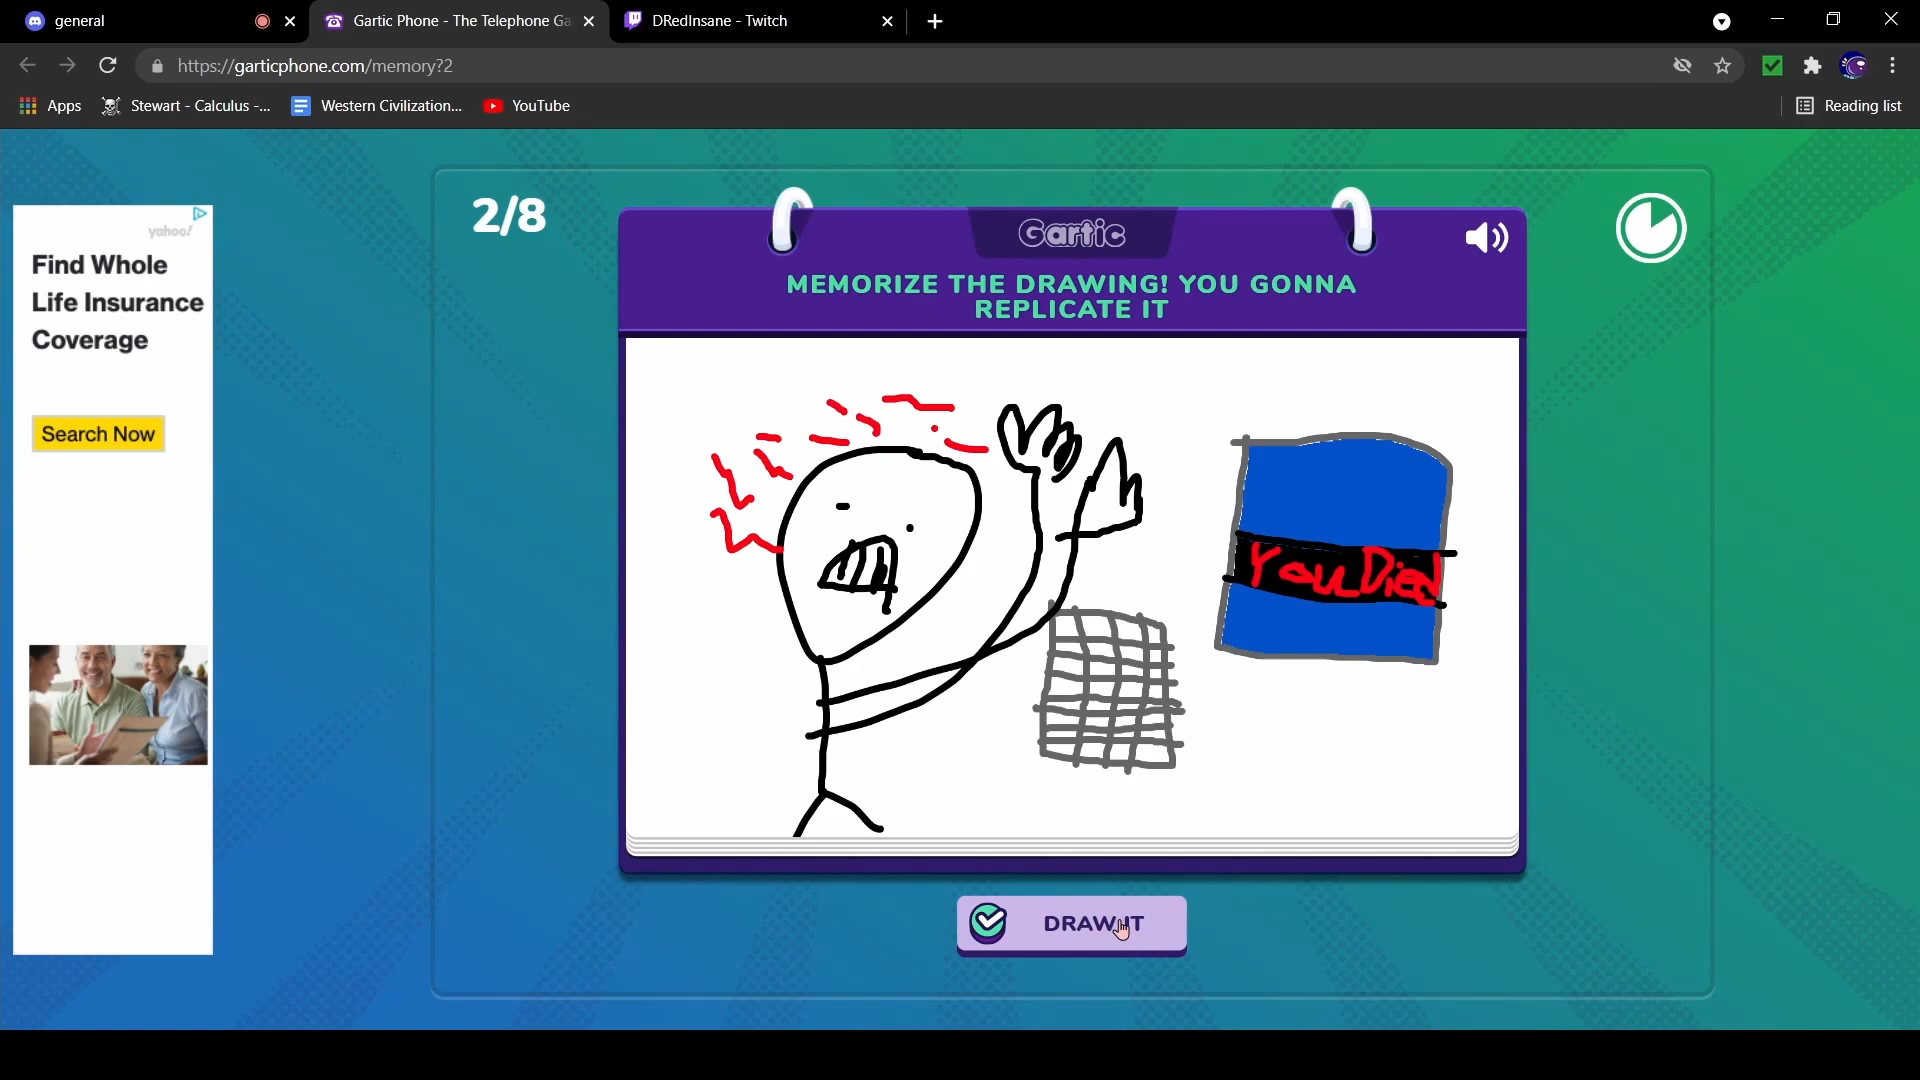 general
Gartic Phone - The Telephone Ga
DRedInsane - Twitch
https://garticphone.com/memory?2
Apps
Stewart - Calculus -...
Western Civilization...
YouTube
Reading list
2/8
Gartic
MEMORIZE THE DRAWING! YOU GONNA
REPLICATE IT
yahoo!
Find Whole
Life Insurance
Coverage
Search Now
You Died
DRAW IT